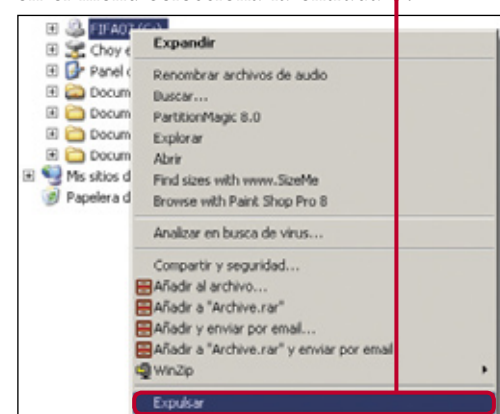 FIFA07 (G:)
Choy e
Panel c
Docum
Docum
Docum
Docum
Mis sitios d
Papelera d
Expandir
Renombrar archivos de audio
Buscar...
PartitionMagic 8.0
Explorar
Abrir
Find sizes with www.SizeMe
Browse with Paint Shop Pro 8
Analizar en busca de virus...
Compartir y seguridad...
Añadir al archivo...
Añadir a "Archive.rar"
Añadir y enviar por email...
Añadir a "Archive.rar" y enviar por email
WinZip
Expulsar